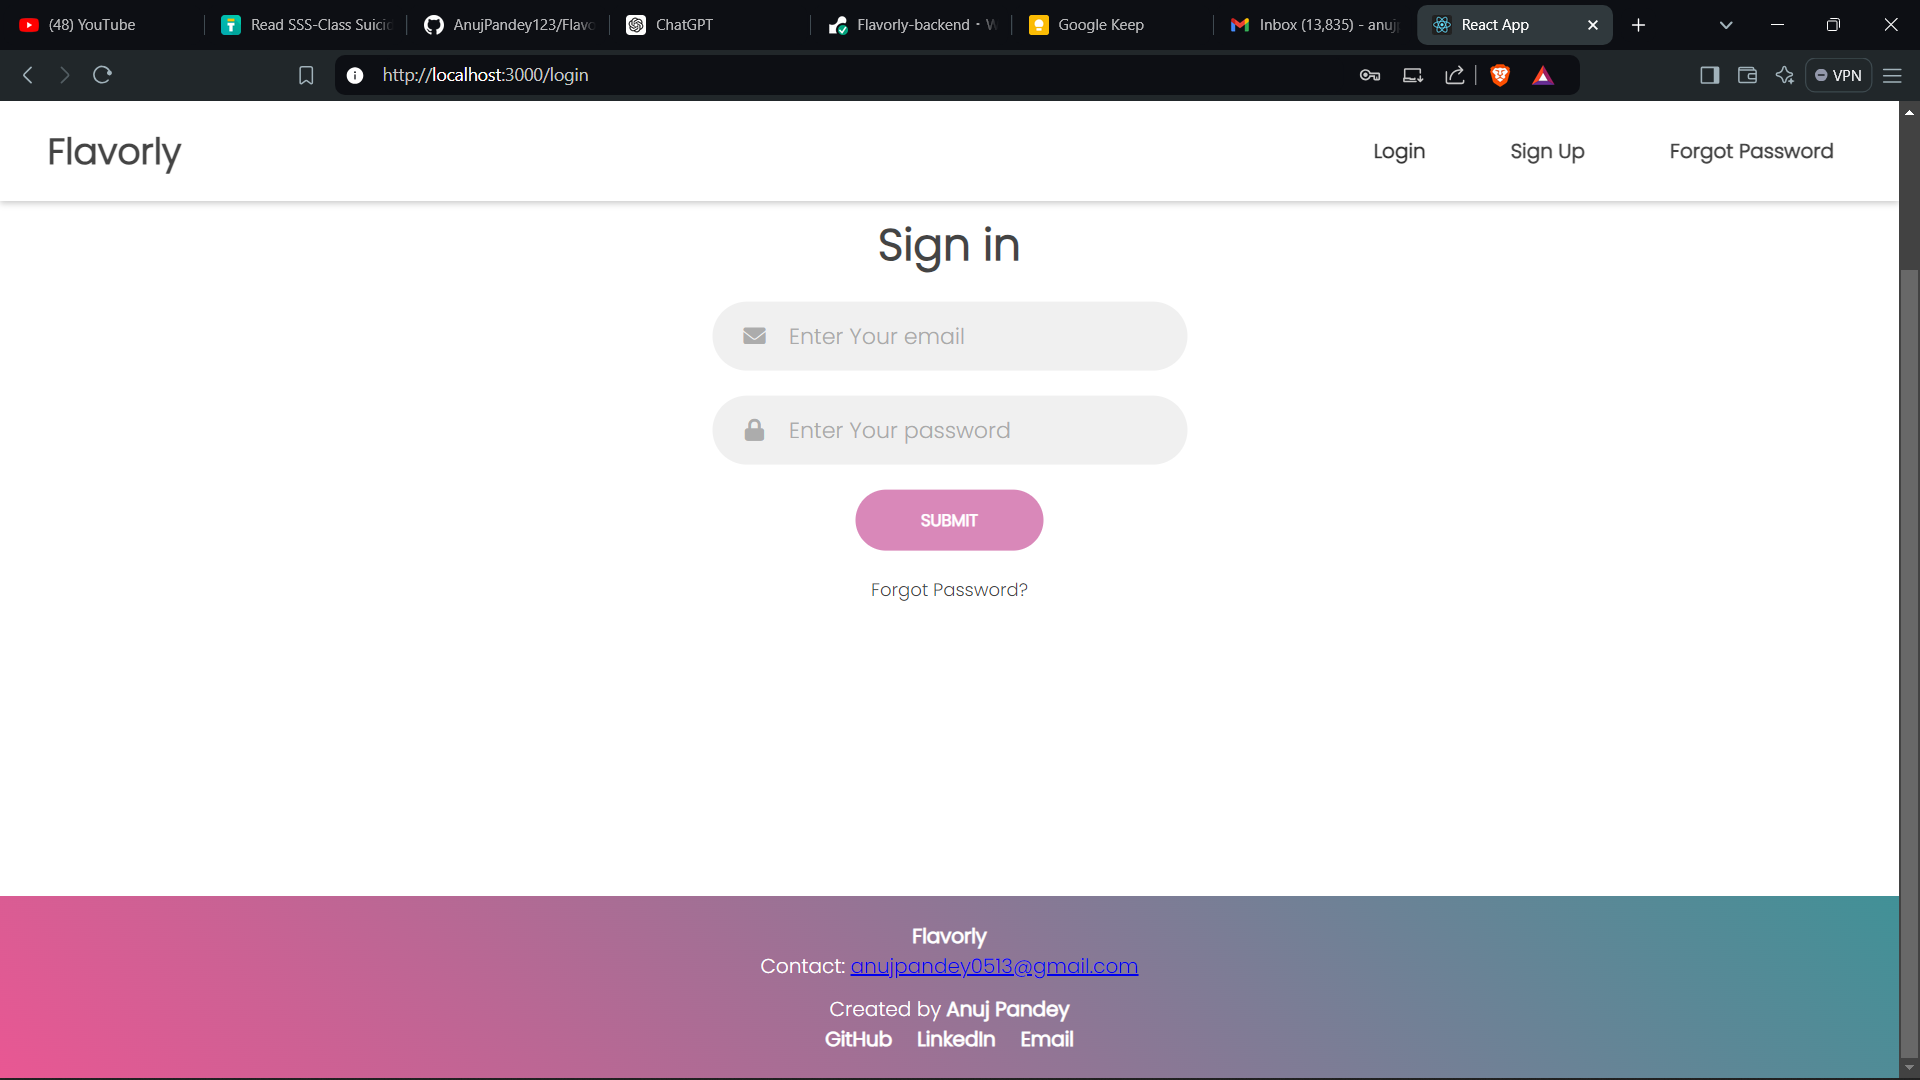 (48) YouTube
Read SSS-Class Suici
AnujPandey123/Flavo
ChatGPT
Flavorly-backend · W
Google Keep
Inbox (13,835) - anuj
React App
http://localhost:3000/login
VPN
Flavorly
Login
Sign Up
Forgot Password
Sign in
Enter Your email
Enter Your password
SUBMIT
Forgot Password?
Flavorly
Contact: anujpandey0513@gmail.com
Created by Anuj Pandey
GitHub LinkedIn Email